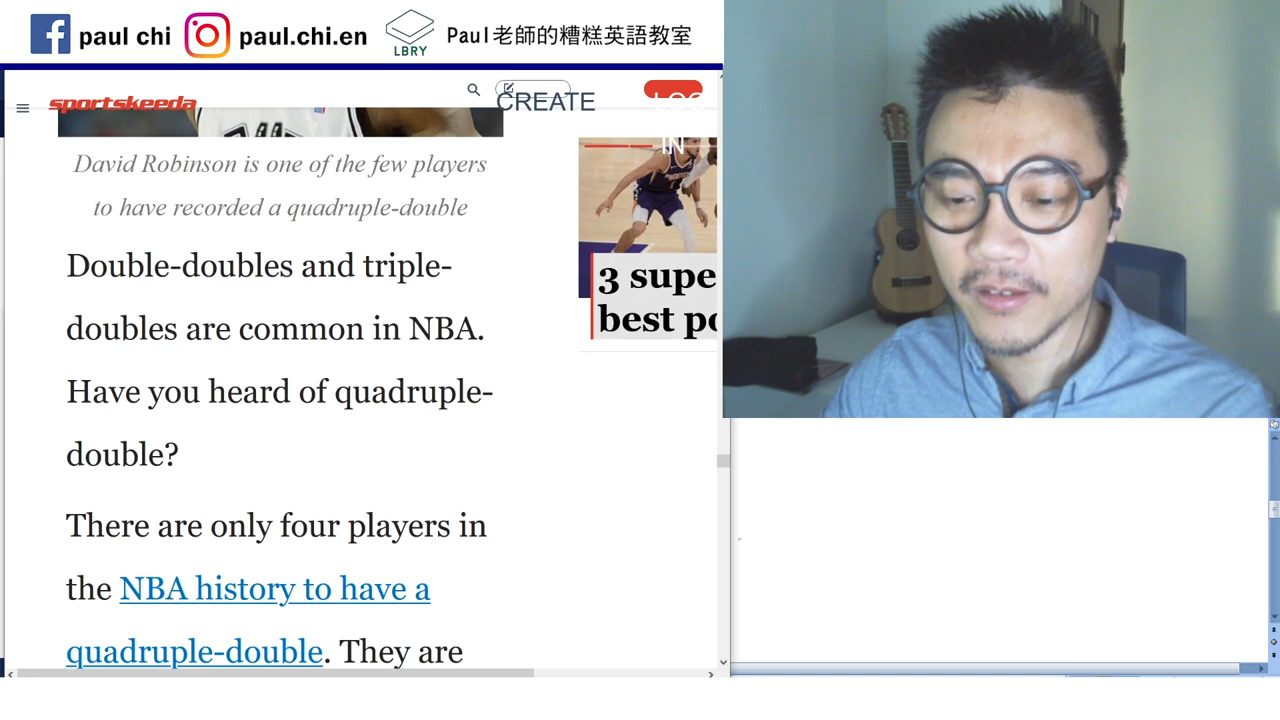 paul chi
paul.chi.en
LBRY
Paul老師的糟糕英語教室
sportskeeda
CREATE
LOG
IN
David Robinson is one of the few players
to have recorded a quadruple-double
Double-doubles and triple-
doubles are common in NBA.
Have you heard of quadruple-
double?
There are only four players in
the NBA history to have a
quadruple-double. They are
3 supe
best po